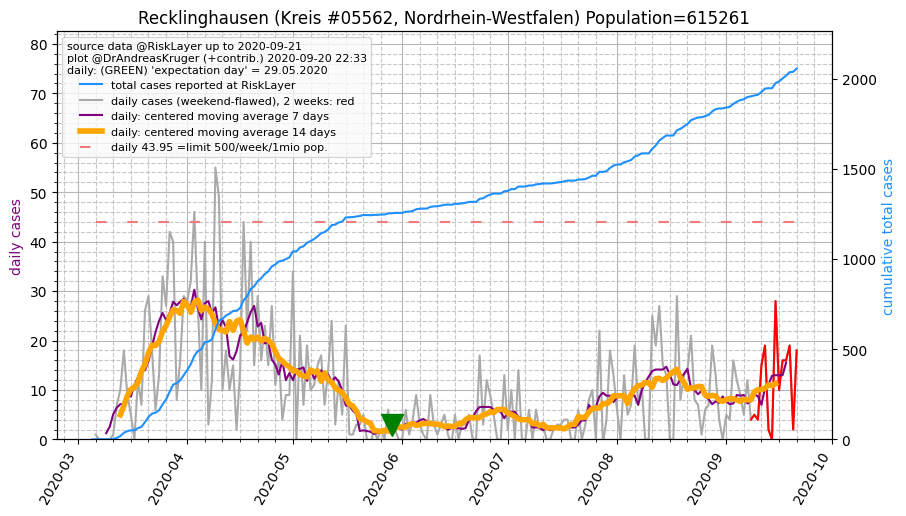 Recklinghausen (Kreis #05562, Nordrhein-Westfalen) Population=615261
source data @RiskLayer up to 2020-09-21
plot @DrAndreasKruger (+contrib.) 2020-09-20 22:33
daily: (GREEN) 'expectation day' = 29.05.2020
total cases reported at RiskLayer
daily cases (weekend-flawed), 2 weeks: red
daily: centered moving average 7 days
daily: centered moving average 14 days
daily 43.95 =limit 500/week/1mio pop.
daily cases
80
70
60
50
40
30
20
10
0
2000
1500
1000
500
0
cumulative total cases
2020-03
2020-04
2020-05
2020-06
2020-07
2020-08
2020-09
2020-10